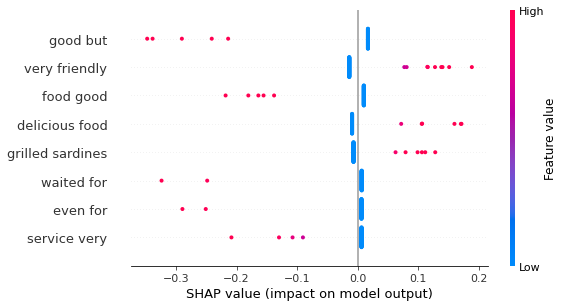 High
good but
very friendly
food good
delicious food
grilled sardines
waited for
even for
service very
Feature value
Low
−0.3 −0.2 −0.1 0.0 0.1 0.2
SHAP value (impact on model output)